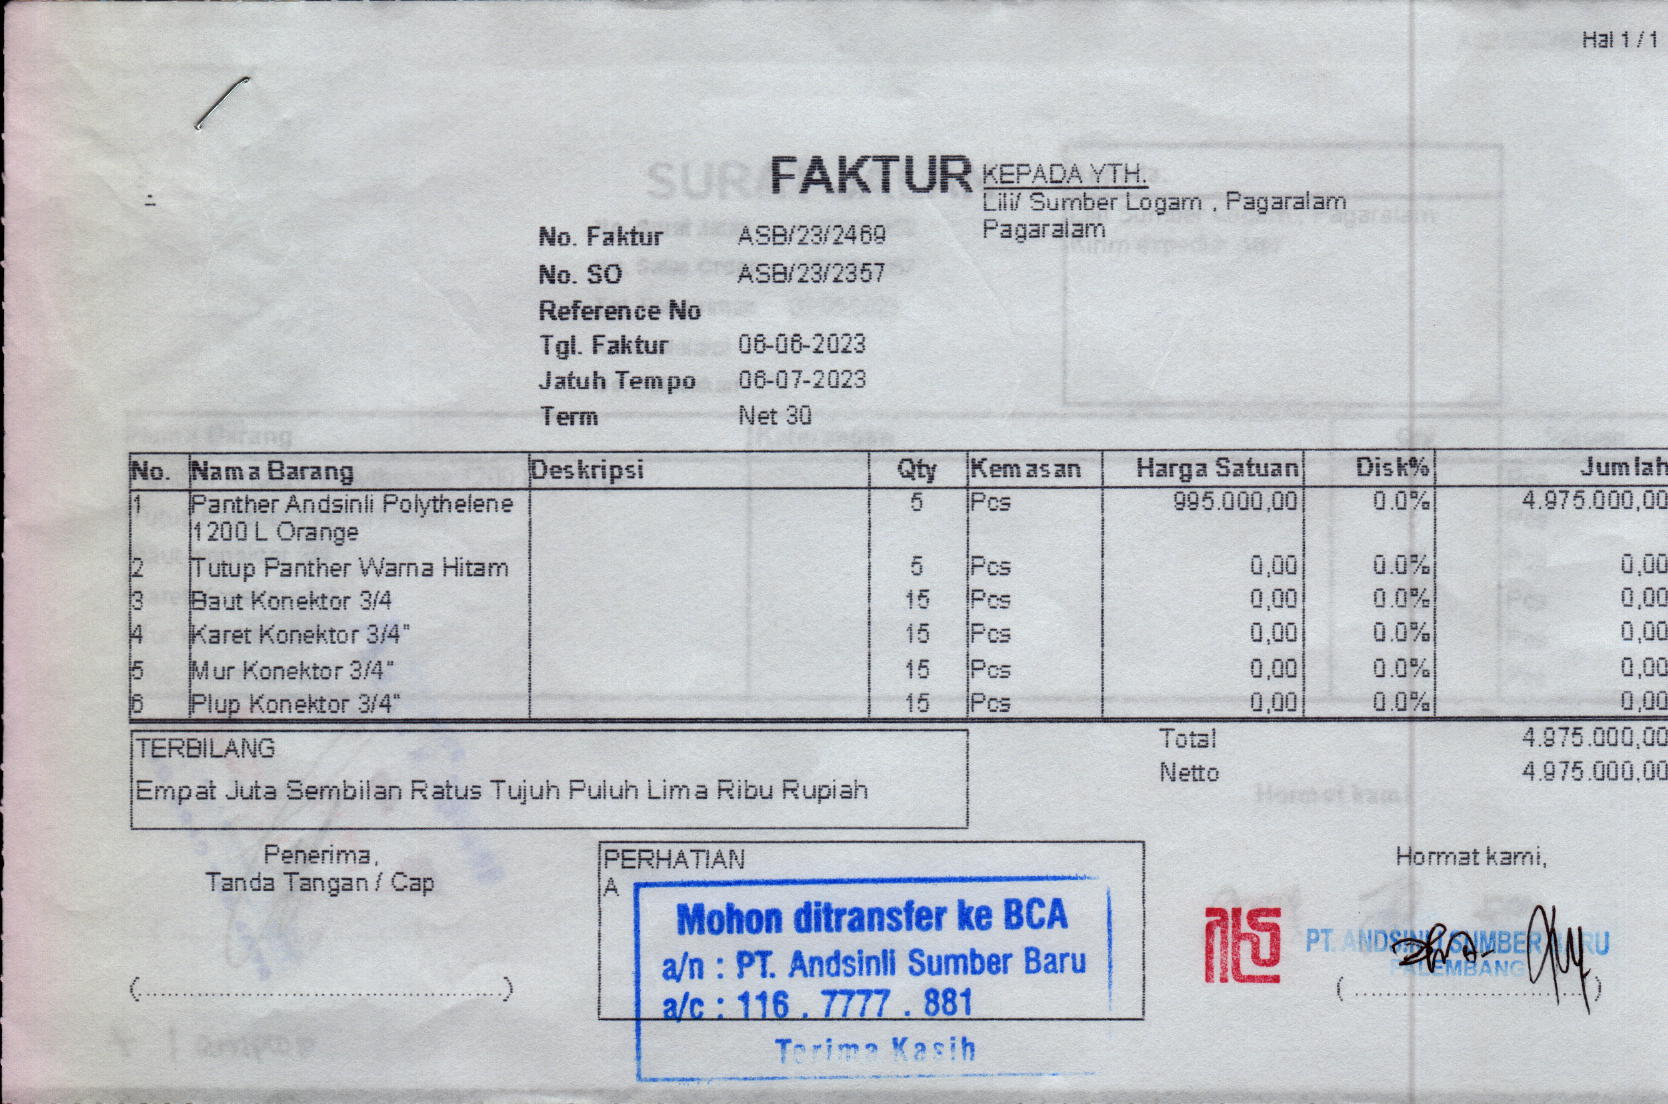 Hal 1 / 1
FAKTUR
KEPADA YTH.
Lili/ Sumber Logam , Pagaralam
Pagaralam
No. Faktur ASB/23/2469
No. SO ASB/23/2357
Reference No
Tgl. Faktur 06-06-2023
Jatuh Tempo 06-07-2023
Term Net 30
No. Nama Barang Deskripsi Qty Kemasan Harga Satuan Disk% Jumlah
1 Panther Andsinli Polythelene 5 Pcs 995.000,00 0.0% 4.975.000,00
1200 L Orange
2 Tutup Panther Warna Hitam 5 Pcs 0,00 0.0% 0,00
3 Baut Konektor 3/4 15 Pcs 0,00 0.0% 0,00
4 Karet Konektor 3/4" 15 Pcs 0,00 0.0% 0,00
5 Mur Konektor 3/4" 15 Pcs 0,00 0.0% 0,00
6 Plup Konektor 3/4" 15 Pcs 0,00 0.0% 0,00
TERBILANG
Empat Juta Sembilan Ratus Tujuh Puluh Lima Ribu Rupiah
Total 4.975.000,00
Netto 4.975.000,00
Penerima,
Tanda Tangan / Cap
PERHATIAN
A
Mohon ditransfer ke BCA
a/n : PT. Andsinli Sumber Baru
a/c : 116 . 7777 . 881
Terima Kasih
Hormat kami,
PT. ANDSINLI SUMBER BARU
PALEMBANG